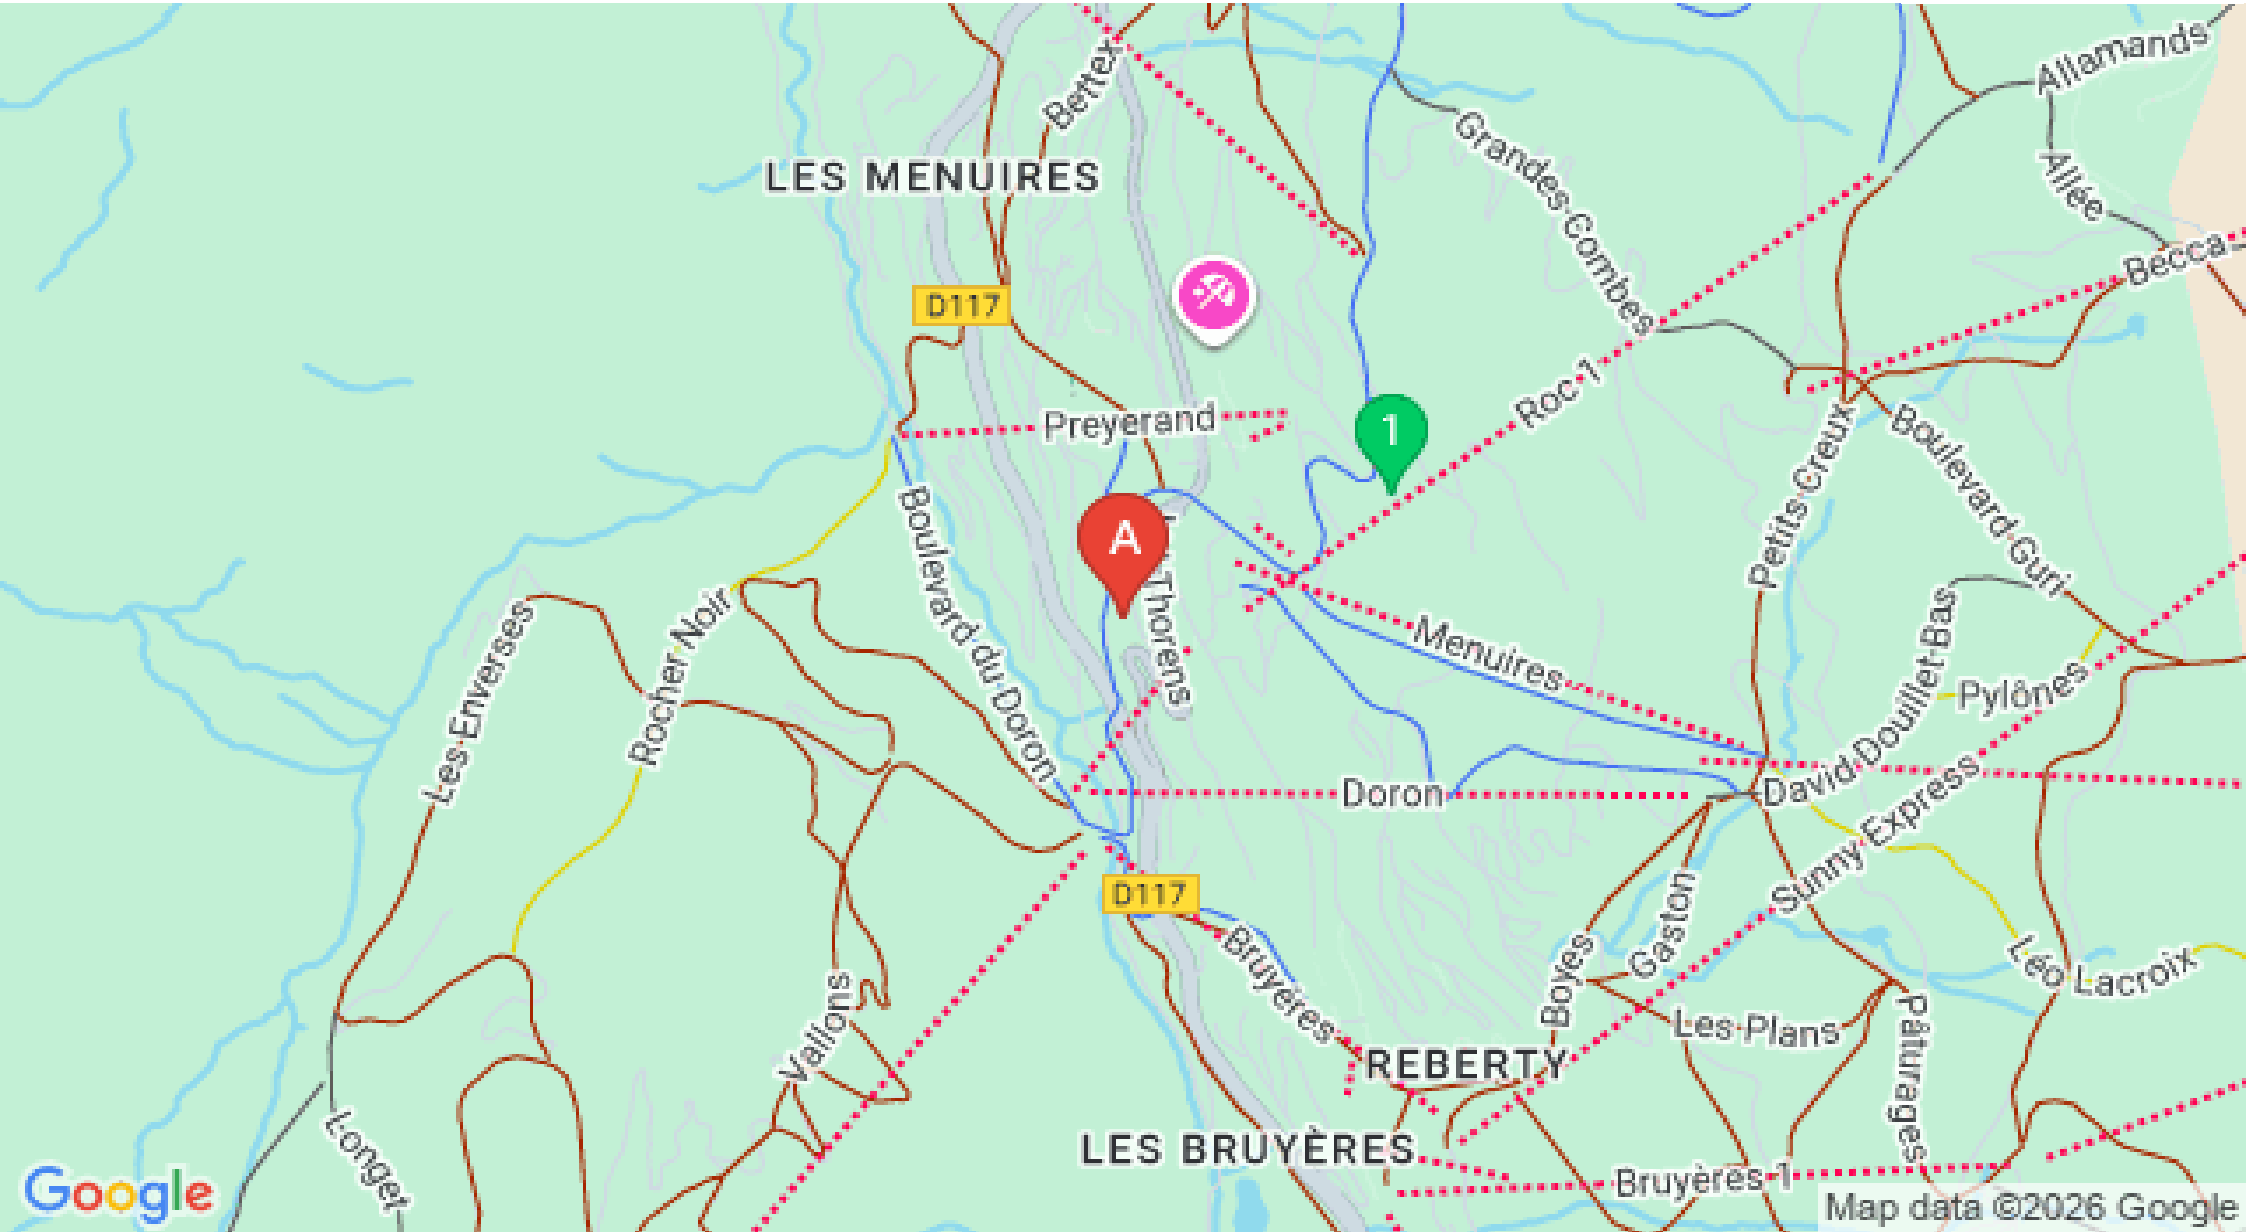 Bettex
Allamands
Grandes Combes
Allée
LES MENUIRES
Becca
D117
Roc 1
Preyerand
1
Petits Creux
Boulevard Guri
A
Boulevard du Doron
Thorens
Les Enverses
Rocher Noir
Menuires
David Douillet Bas
Pylônes
Doron
Sunny Express
D117
Gaston
Bruyères
Boyes
Léo Lacroix
Vallons
Les Plans
Pâturages
REBERTY
Longet
LES BRUYÈRES
Bruyères 1
Google
Map data ©2026 Google